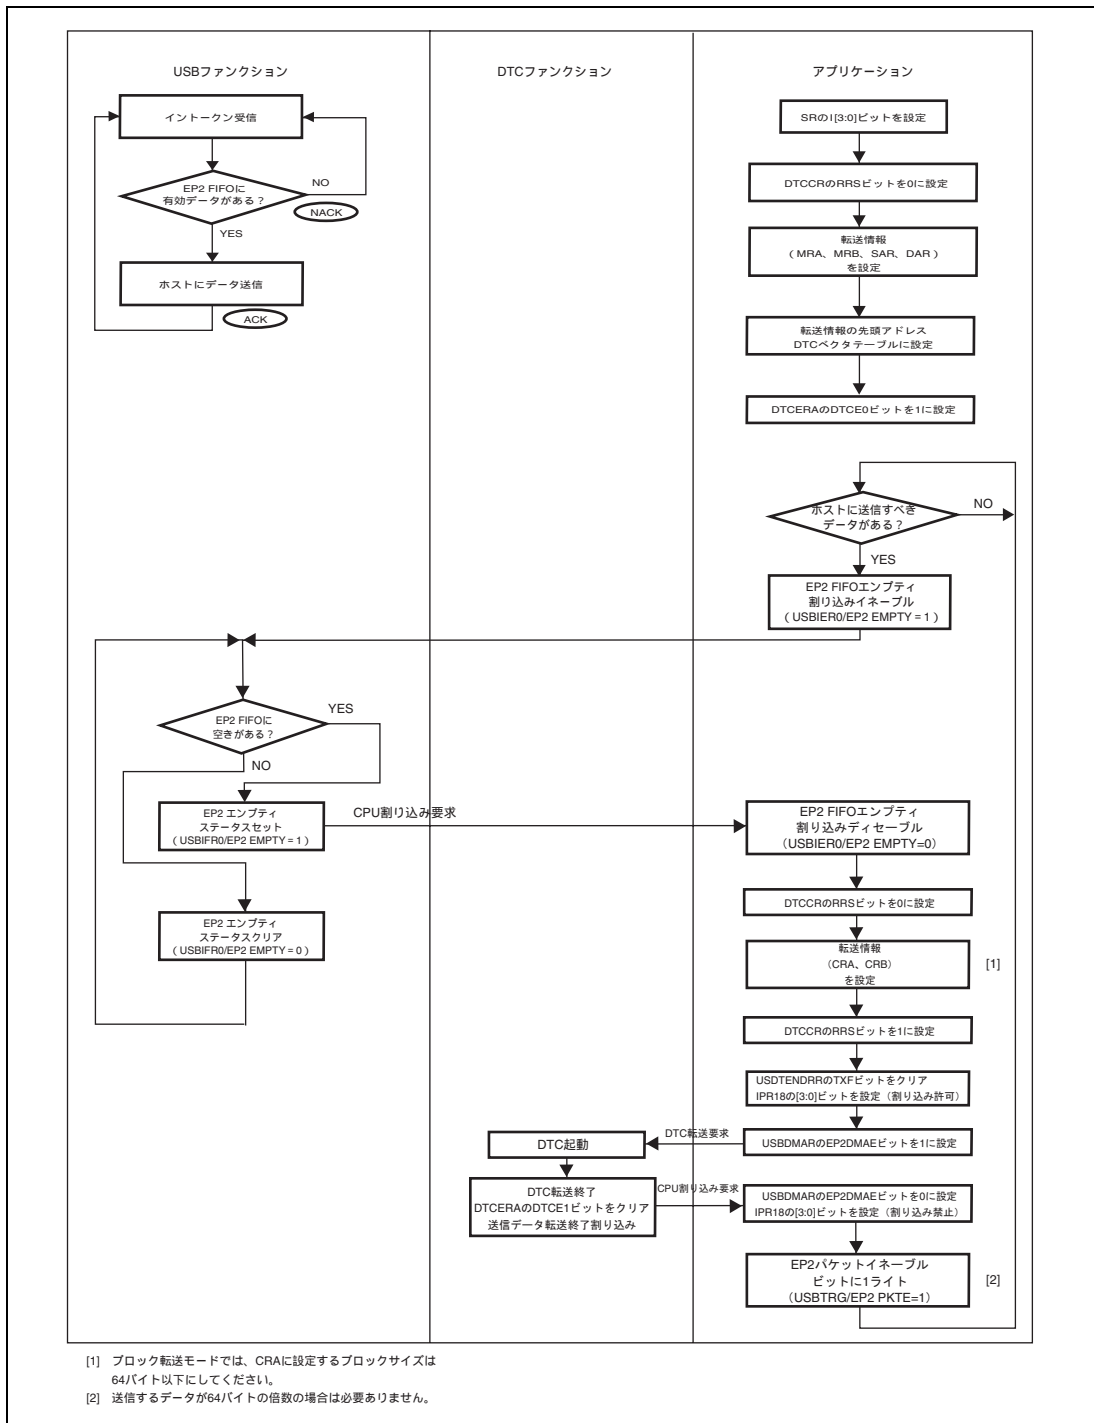 USBファンクション
DTCファンクション
アプリケーション
イントークン受信
EP2 FIFOに
有効データがある？
NO
NACK
YES
ホストにデータ送信
ACK
SRのI[3:0]ビットを設定
DTCCRのRRSビットを0に設定
転送情報
（MRA、MRB、SAR、DAR）
を設定
転送情報の先頭アドレス
DTCベクタテーブルに設定
DTCERAのDTCE0ビットを1に設定
ホストに送信すべき
データがある？
NO
YES
EP2 FIFOエンプティ
割り込みイネーブル
（USBIER0/EP2 EMPTY = 1）
EP2 FIFOに
空きがある？
YES
NO
EP2 エンプティ
ステータスセット
（USBIFR0/EP2 EMPTY = 1）
CPU割り込み要求
EP2 FIFOエンプティ
割り込みディセーブル
（USBIER0/EP2 EMPTY=0）
EP2 エンプティ
ステータスクリア
（USBIFR0/EP2 EMPTY = 0）
DTCCRのRRSビットを0に設定
転送情報
（CRA、CRB）
を設定
[1]
DTCCRのRRSビットを1に設定
USDTENDRRのTXFビットをクリア
IPR18の[3:0]ビットを設定（割り込み許可）
DTC転送要求
USBDMARのEP2DMAEビットを1に設定
DTC起動
DTC転送終了
DTCERAのDTCE1ビットをクリア
送信データ転送終了割り込み
CPU割り込み要求
USBDMARのEP2DMAEビットを0に設定
IPR18の[3:0]ビットを設定（割り込み禁止）
EP2パケットイネーブル
ビットに1ライト
（USBTRG/EP2 PKTE=1）
[2]
[1] ブロック転送モードでは、CRAに設定するブロックサイズは
64バイト以下にしてください。
[2] 送信するデータが64バイトの倍数の場合は必要ありません。